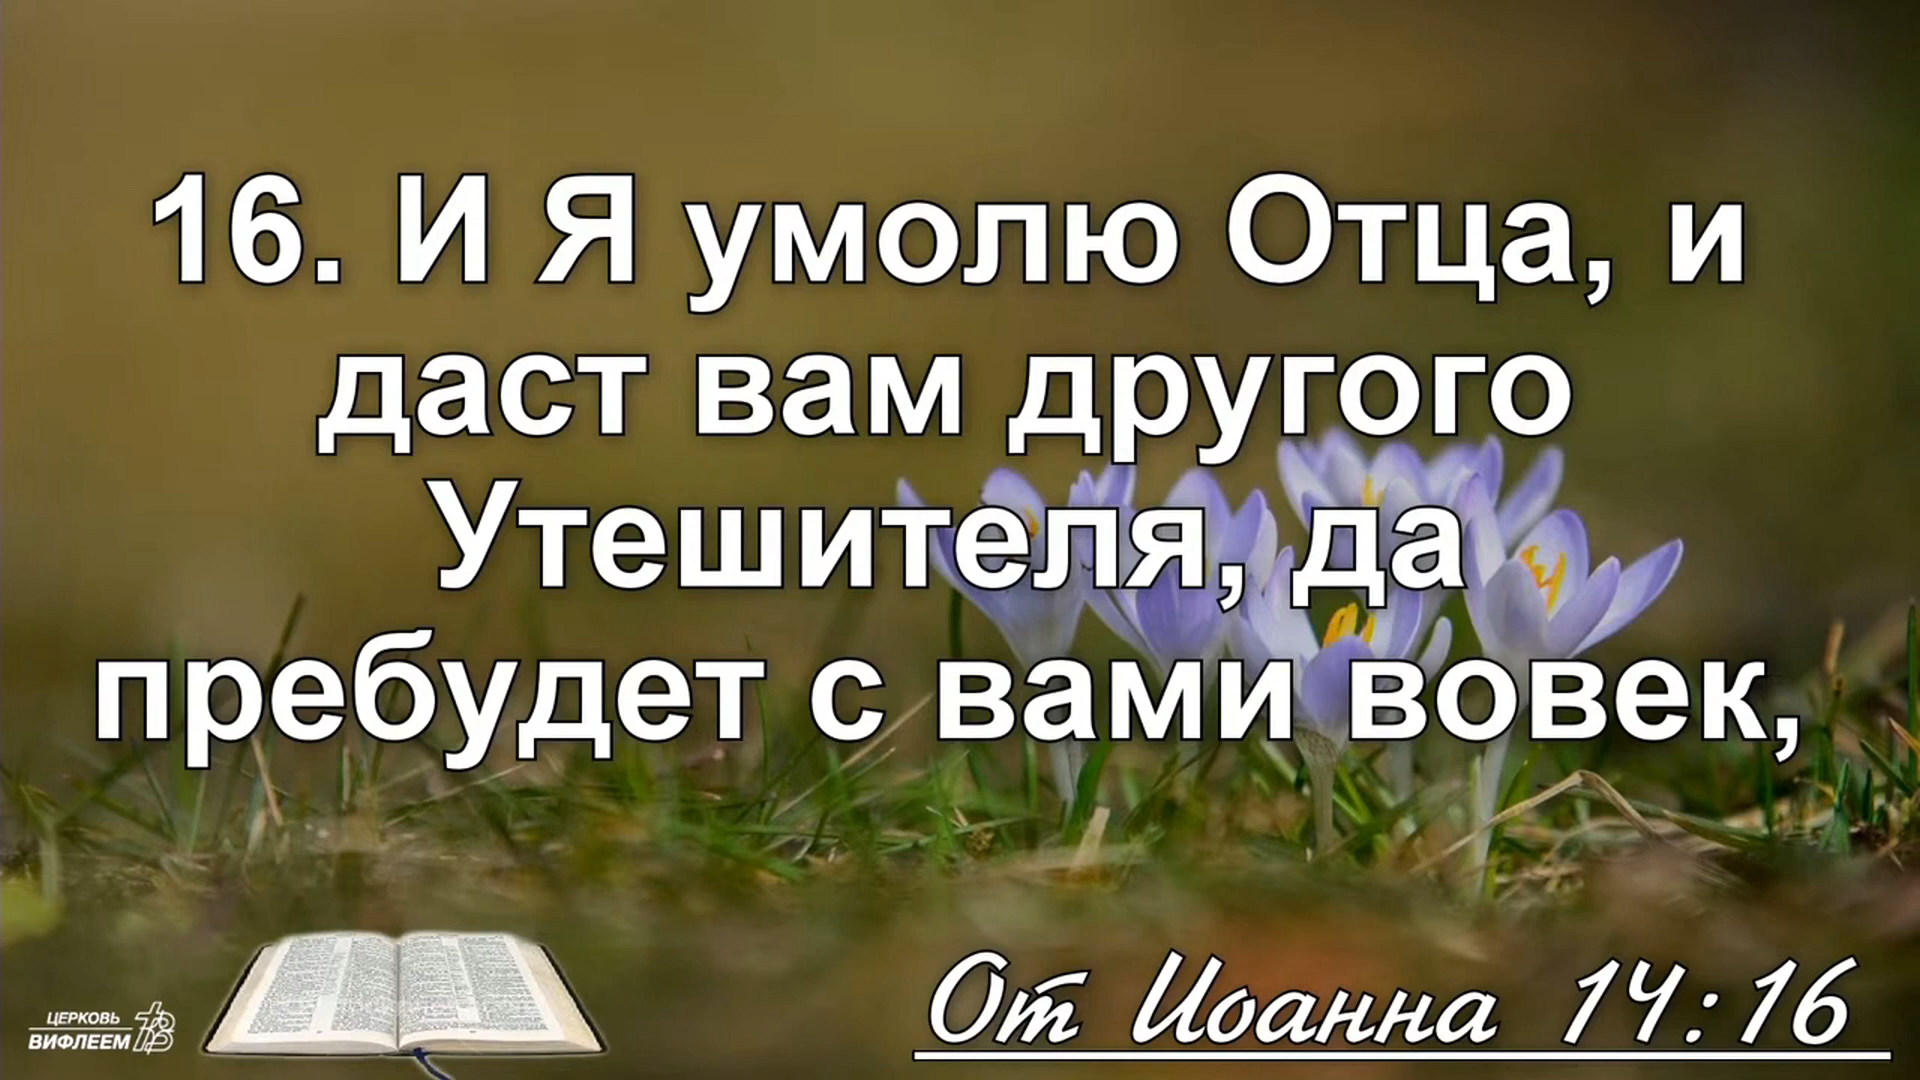 16. И Я умолю Отца, и
даст вам другого
Утешителя, да
пребудет с вами вовек,
От Иоанна 14:16
ЦЕРКОВЬ
ВИФЛЕЕМ